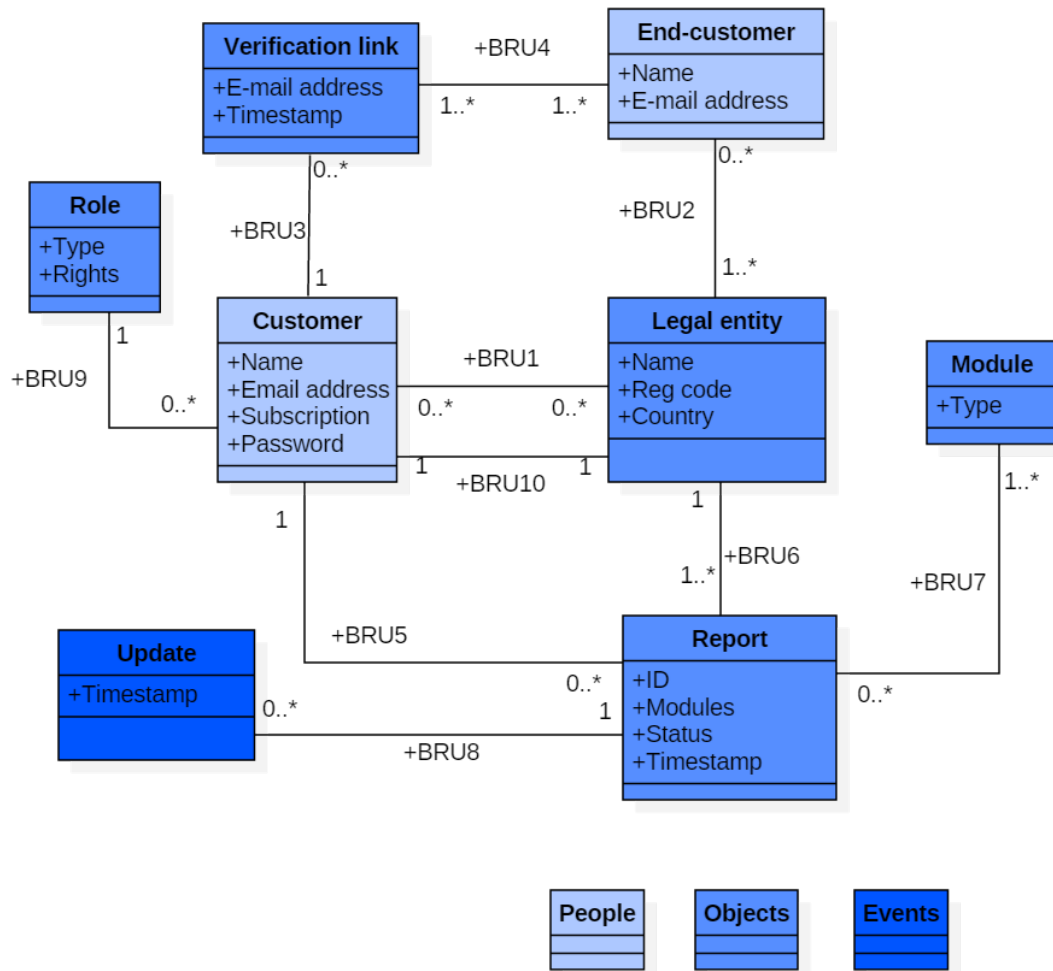 Verification link
+E-mail address
+Timestamp
+BRU4
1..*
1..*
End-customer
+Name
+E-mail address
0..*
0..*
Role
+Type
+Rights
+BRU3
+BRU2
1
1..*
1
Customer
+Name
+Email address
+Subscription
+Password
+BRU1
0..*
0..*
Legal entity
+Name
+Reg code
+Country
Module
+Type
+BRU9
0..*
1
1
+BRU10
1
1
1..*
+BRU6
1..*
+BRU7
+BRU5
Update
+Timestamp
0..*
0..*
1
+BRU8
Report
+ID
+Modules
+Status
+Timestamp
0..*
People
Objects
Events